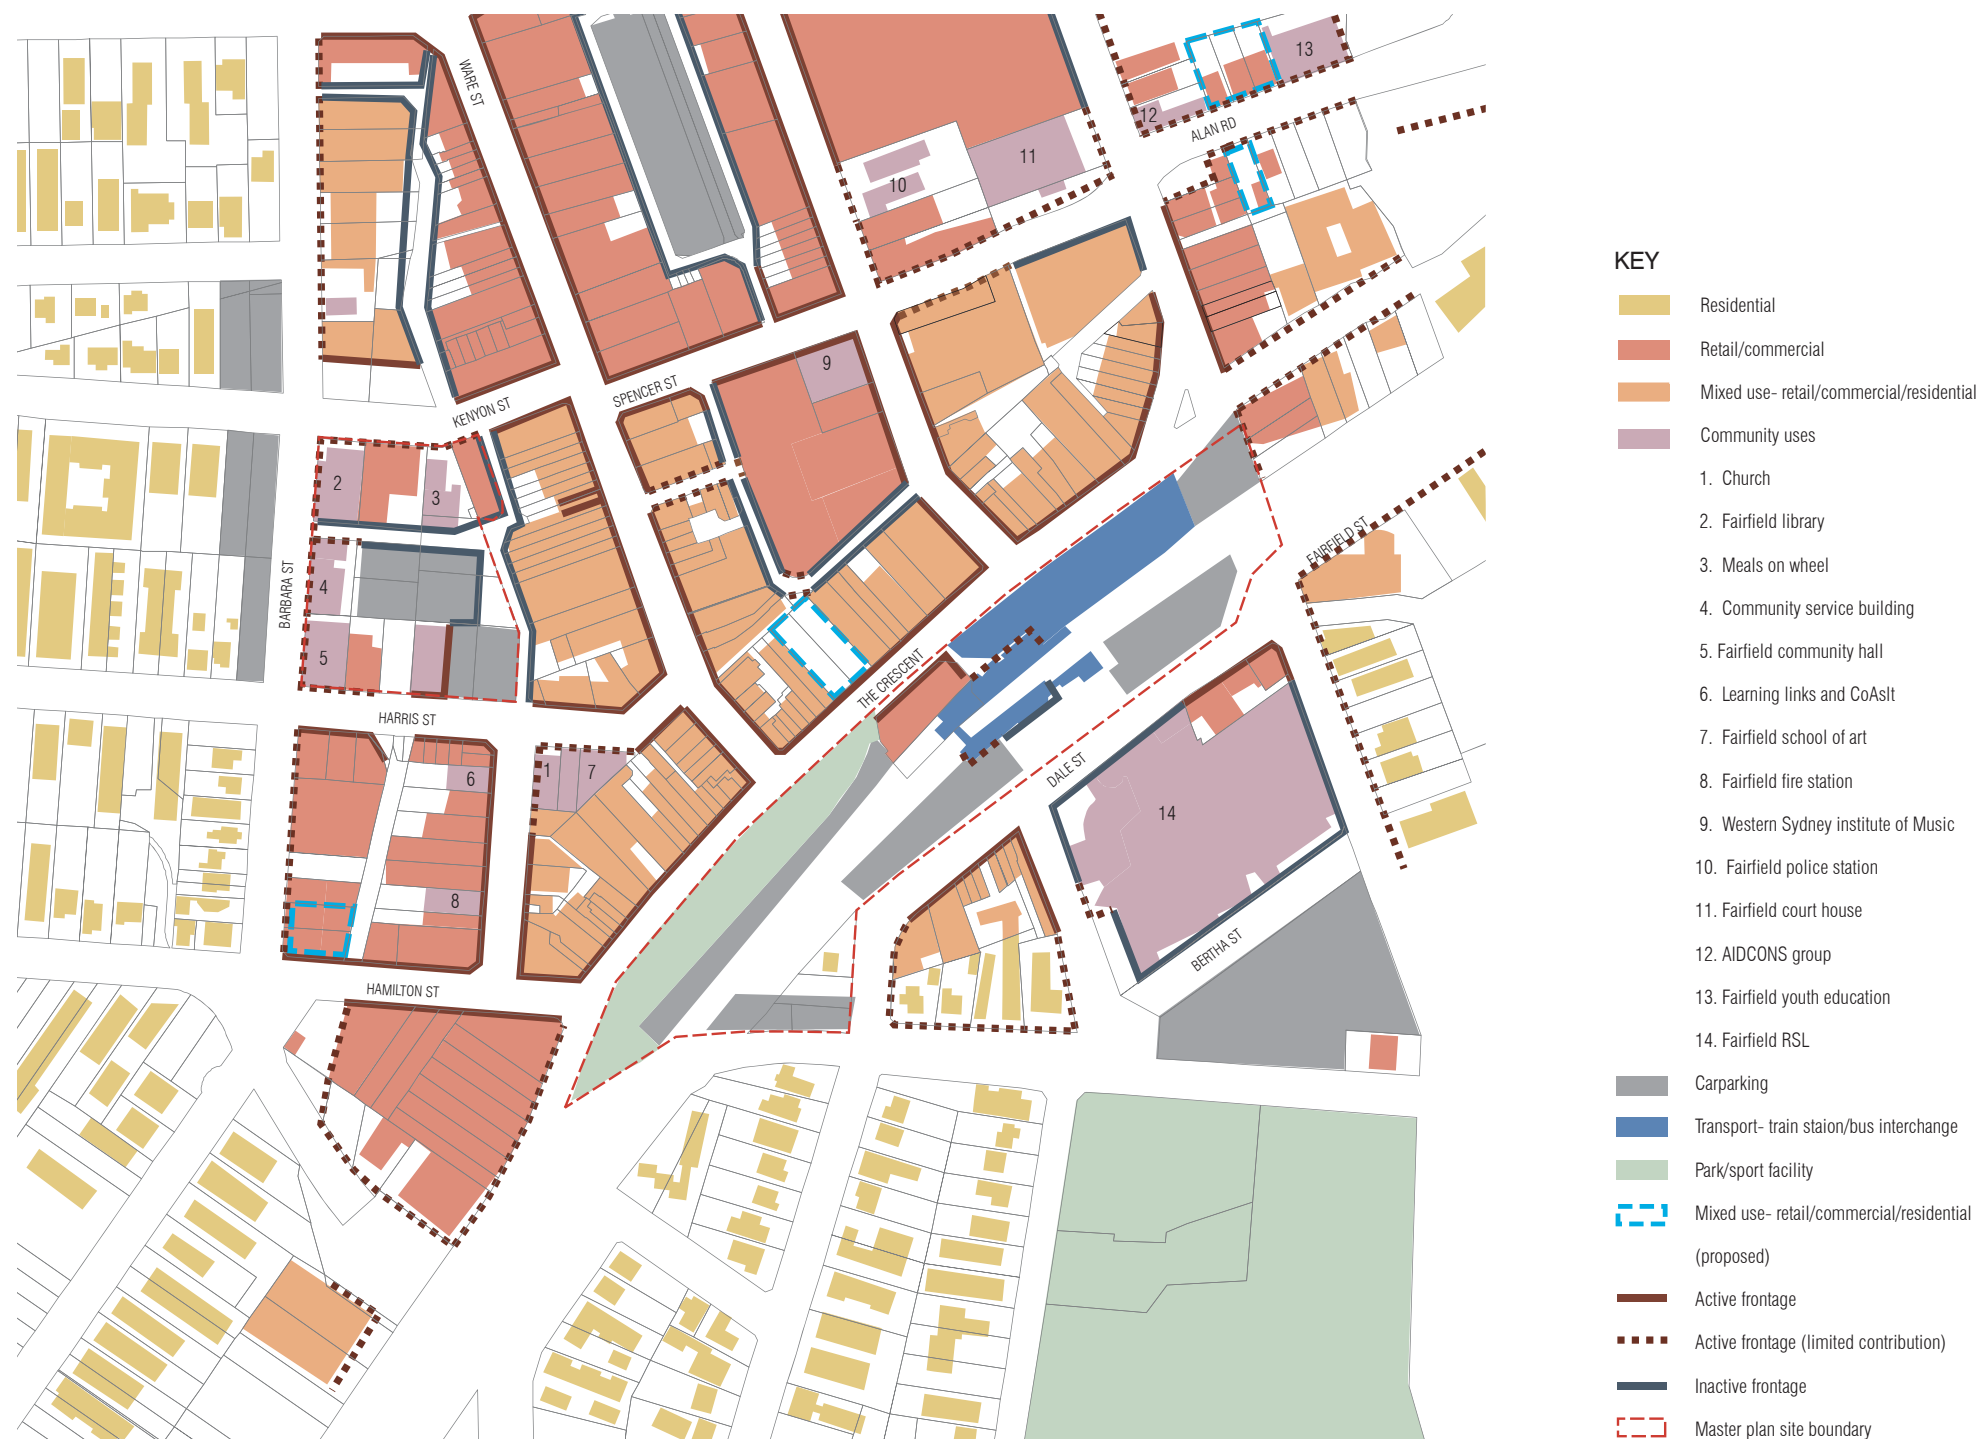 WARE ST
13
12
ALAN RD
11
10
KEY
Residential
Retail/commercial
Mixed use- retail/commercial/residential
Community uses
1. Church
2. Fairfield library
3. Meals on wheel
4. Community service building
5. Fairfield community hall
6. Learning links and CoAsIt
7. Fairfield school of art
8. Fairfield fire station
9. Western Sydney institute of Music
10. Fairfield police station
11. Fairfield court house
12. AIDCONS group
13. Fairfield youth education
14. Fairfield RSL
Carparking
Transport- train staion/bus interchange
Park/sport facility
Mixed use- retail/commercial/residential
(proposed)
Active frontage
Active frontage (limited contribution)
Inactive frontage
Master plan site boundary
9
SPENCER ST
KENYON ST
2
3
BARBARA ST
4
5
FAIRFIELD ST
THE CRESCENT
HARRIS ST
6
1
7
DALE ST
14
8
BERTHA ST
HAMILTON ST